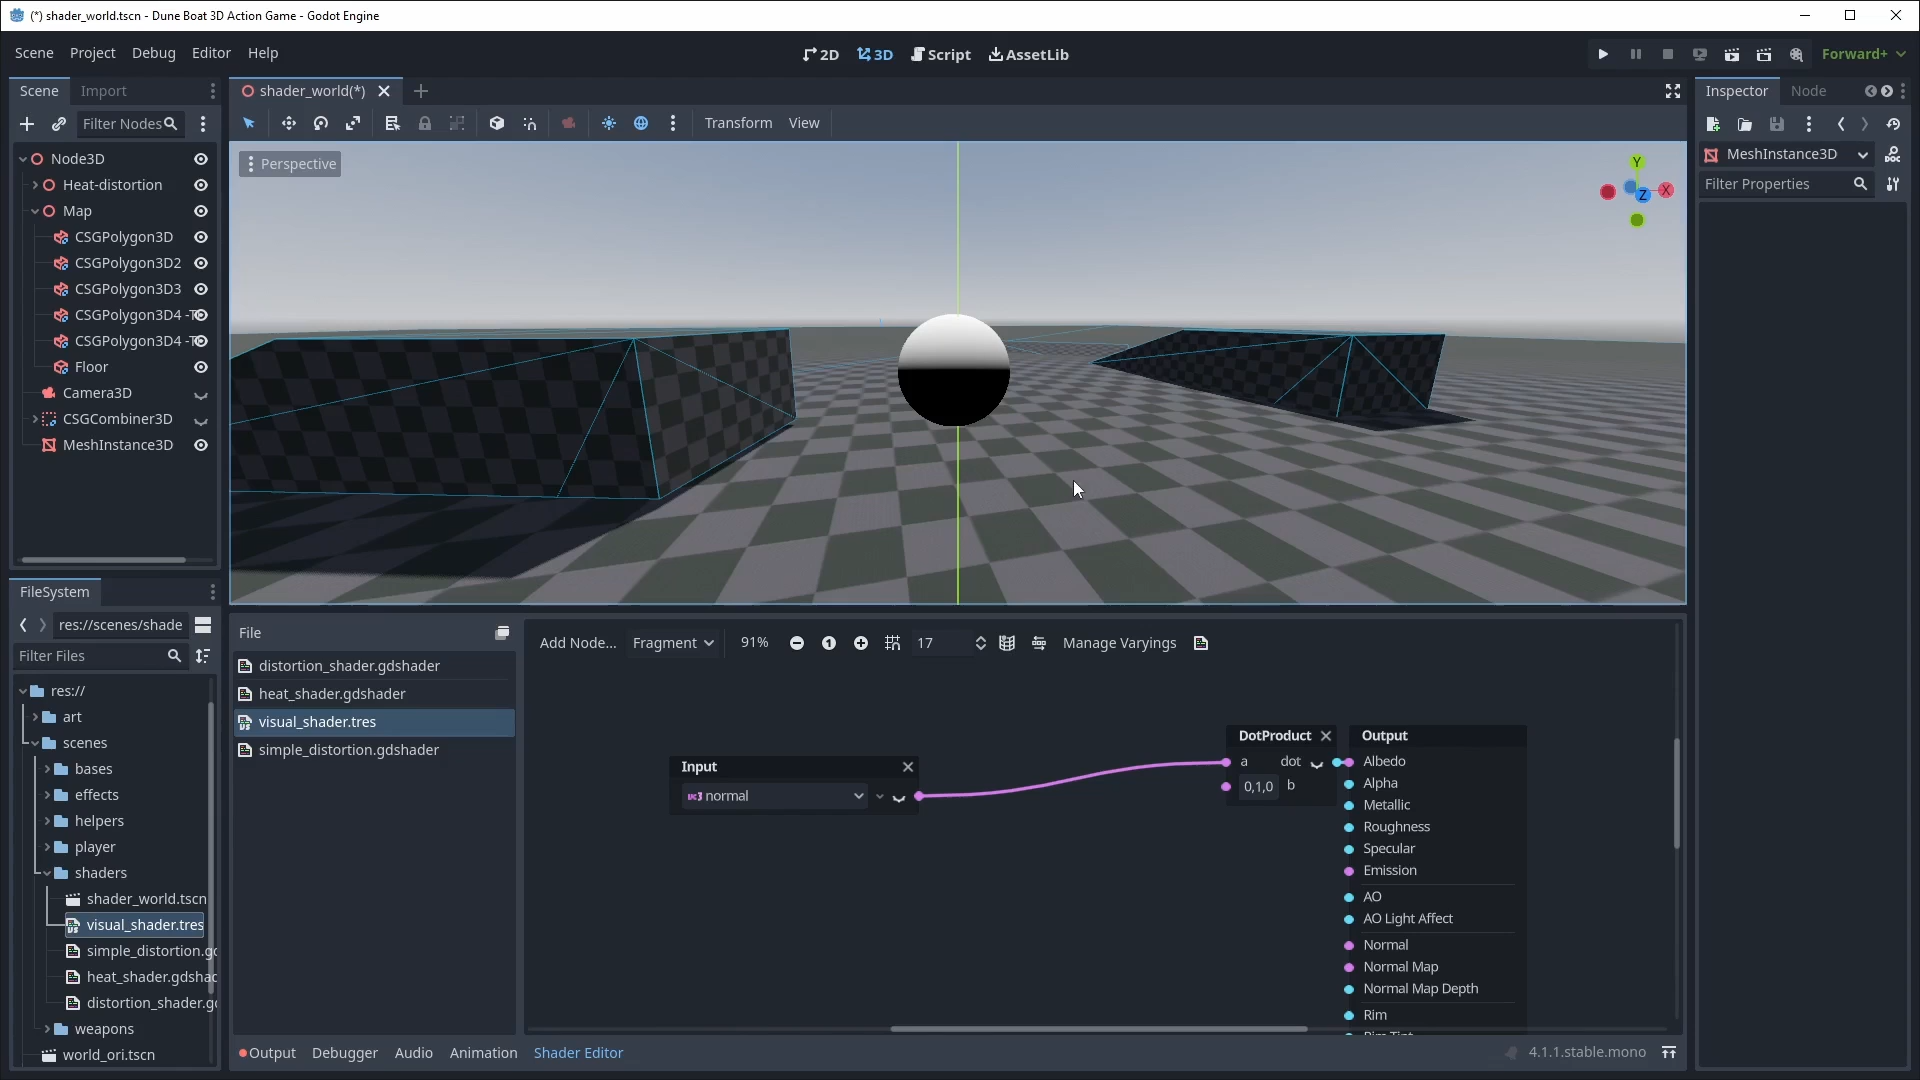 (*) shader_world.tscn - Dune Boat 3D Action Game - Godot Engine
Scene Project Debug Editor Help
2D 3D Script AssetLib
Forward+
Scene Import
Filter Nodes
Node3D
Heat-distortion
Map
CSGPolygon3D
CSGPolygon3D2
CSGPolygon3D3
CSGPolygon3D4 -T
CSGPolygon3D4 -T
Floor
Camera3D
CSGCombiner3D
MeshInstance3D
FileSystem
res://scenes/shade
Filter Files
res://
art
scenes
bases
effects
helpers
player
shaders
shader_world.tscn
visual_shader.tres
simple_distortion.gd
heat_shader.gdshad
distortion_shader.gd
weapons
world_ori.tscn
shader_world(*)
Transform View
Perspective
Y
X
Z
File
distortion_shader.gdshader
heat_shader.gdshader
visual_shader.tres
simple_distortion.gdshader
Add Node... Fragment 91% 1 17 Manage Varyings
Input
normal
DotProduct
a dot
0,1,0 b
Output
Albedo
Alpha
Metallic
Roughness
Specular
Emission
AO
AO Light Affect
Normal
Normal Map
Normal Map Depth
Rim
Rim Tint
Output Debugger Audio Animation Shader Editor
4.1.1.stable.mono
Inspector Node
MeshInstance3D
Filter Properties